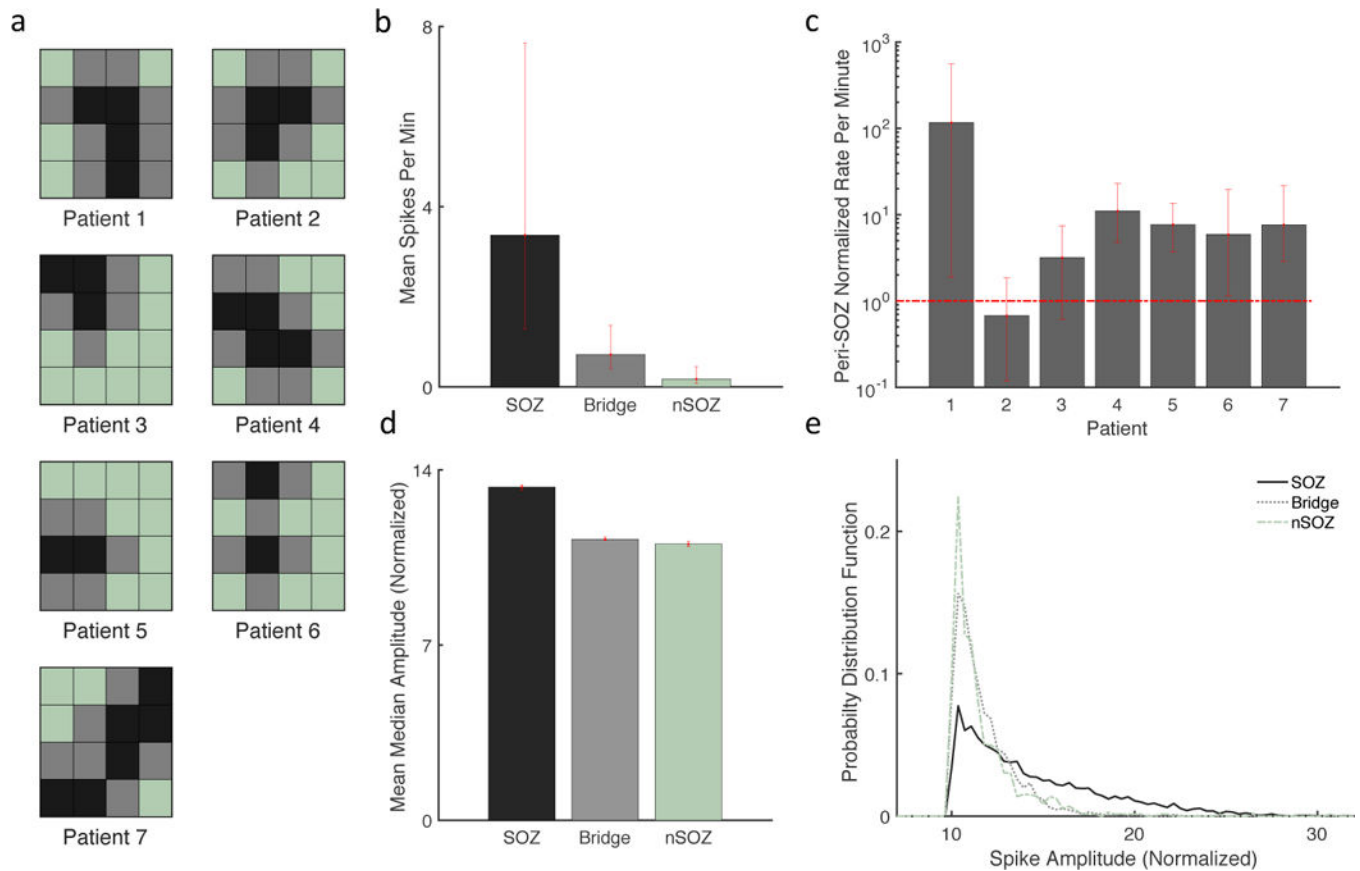 a
Patient 1
Patient 2
Patient 3
Patient 4
Patient 5
Patient 6
Patient 7
b
8
4
0
Mean Spikes Per Min
SOZ Bridge nSOZ
c
10^3
10^2
10^1
10^0
10^-1
Peri-SOZ Normalized Rate Per Minute
1 2 3 4 5 6 7
Patient
d
14
7
0
Mean Median Amplitude (Normalized)
SOZ Bridge nSOZ
e
SOZ
Bridge
nSOZ
0.2
0.1
0
Probabilty Distribution Function
10 20 30
Spike Amplitude (Normalized)